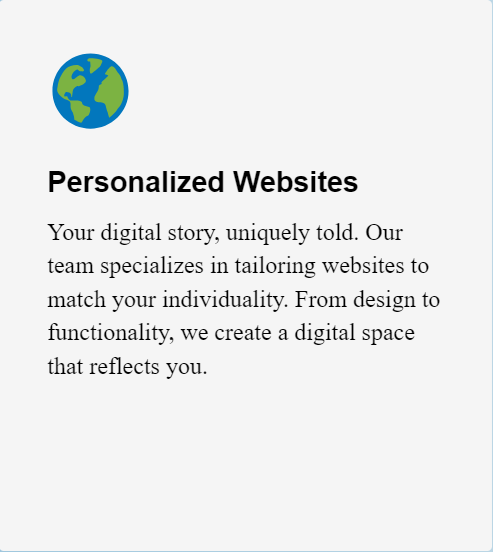 Personalized Websites
Your digital story, uniquely told. Our
team specializes in tailoring websites to
match your individuality. From design to
functionality, we create a digital space
that reflects you.